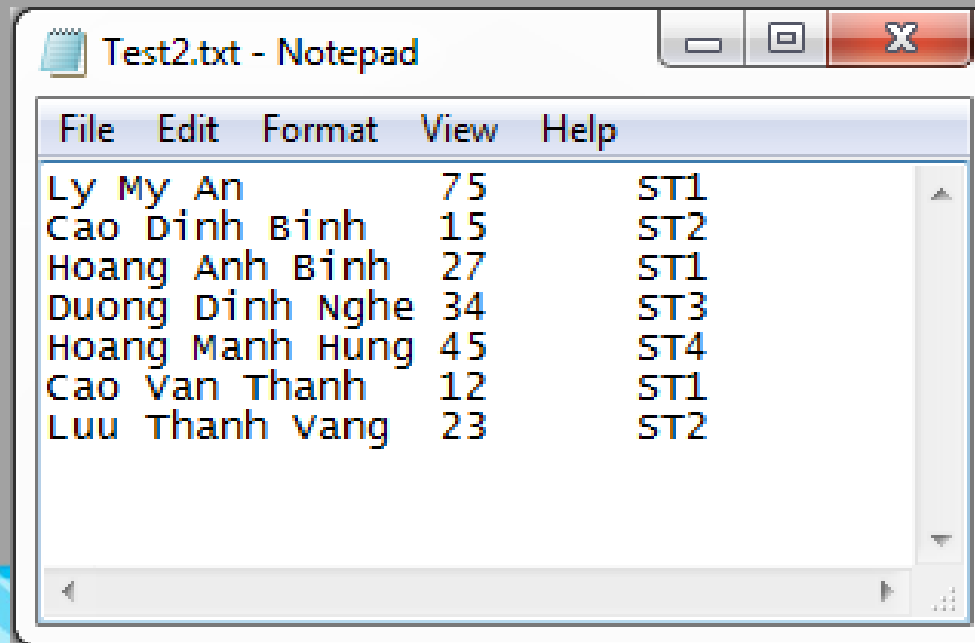 Test2.txt - Notepad
File Edit Format View Help
Ly My An 75 ST1
Cao Dinh Binh 15 ST2
Hoang Anh Binh 27 ST1
Duong Dinh Nghe 34 ST3
Hoang Manh Hung 45 ST4
Cao Van Thanh 12 ST1
Luu Thanh Vang 23 ST2